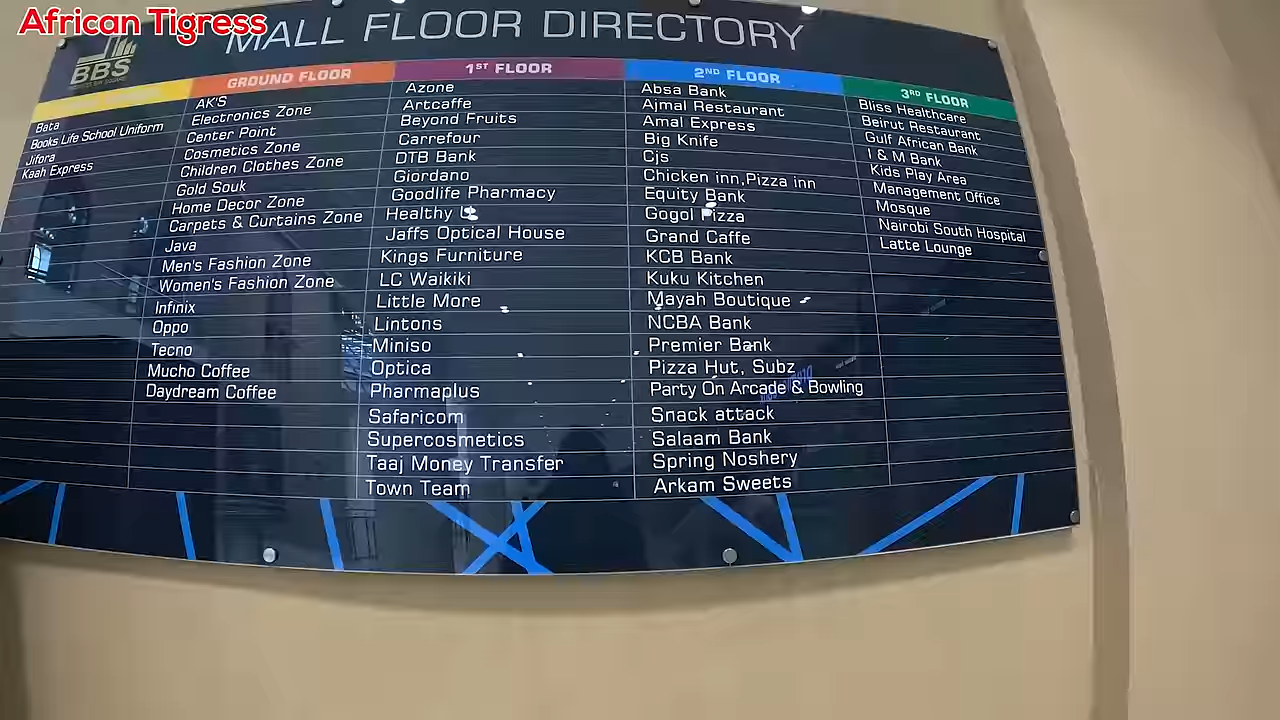 African Tigress
MALL FLOOR DIRECTORY
BBS
Bata
Books Life School Uniform
Jifora
Kaah Express
GROUND FLOOR
AK'S
Electronics Zone
Center Point
Cosmetics Zone
Children Clothes Zone
Gold Souk
Home Decor Zone
Carpets & Curtains Zone
Java
Men's Fashion Zone
Women's Fashion Zone
Infinix
Oppo
Tecno
Mucho Coffee
Daydream Coffee
1ST FLOOR
Azone
Artcaffe
Beyond Fruits
Carrefour
DTB Bank
Giordano
Goodlife Pharmacy
Healthy U
Jaffs Optical House
Kings Furniture
LC Waikiki
Little More
Lintons
Miniso
Optica
Pharmaplus
Safaricom
Supercosmetics
Taaj Money Transfer
Town Team
2ND FLOOR
Absa Bank
Ajmal Restaurant
Amal Express
Big Knife
Cjs
Chicken inn,Pizza inn
Equity Bank
Gogol Pizza
Grand Caffe
KCB Bank
Kuku Kitchen
Mayah Boutique
NCBA Bank
Premier Bank
Pizza Hut, Subz
Party On Arcade & Bowling
Snack attack
Salaam Bank
Spring Noshery
Arkam Sweets
3RD FLOOR
Bliss Healthcare
Beirut Restaurant
Gulf African Bank
I & M Bank
Kids Play Area
Management Office
Mosque
Nairobi South Hospital
Latte Lounge